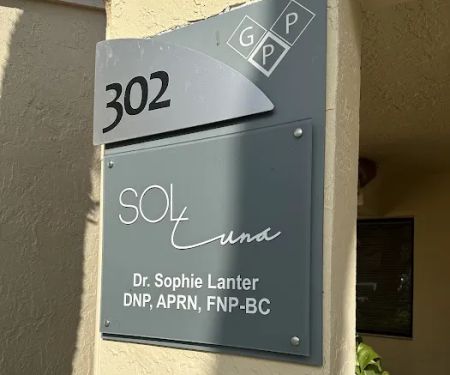 GPP
302
SOL
Luna
Dr. Sophie Lanter
DNP, APRN, FNP-BC